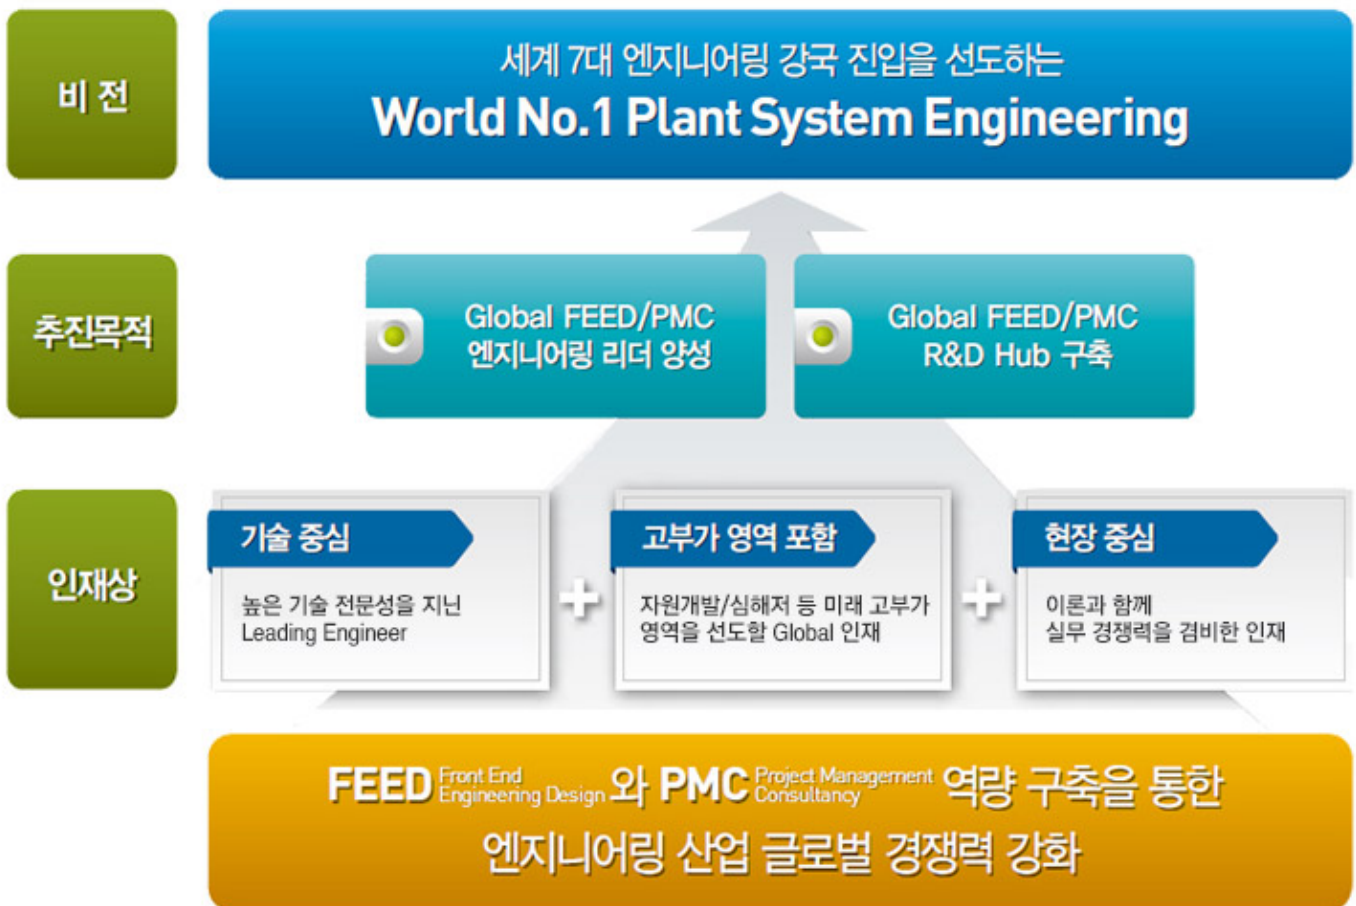 비 전
세계 7대 엔지니어링 강국 진입을 선도하는
World No.1 Plant System Engineering
추진목적
Global FEED/PMC
엔지니어링 리더 양성
Global FEED/PMC
R&D Hub 구축
인재상
기술 중심
높은 기술 전문성을 지닌
Leading Engineer
고부가 영역 포함
자원개발/심해저 등 미래 고부가
영역을 선도할 Global 인재
현장 중심
이론과 함께
실무 경쟁력을 겸비한 인재
FEED Front End Engineering Design 와 PMC Project Management Consultancy 역량 구축을 통한
엔지니어링 산업 글로벌 경쟁력 강화